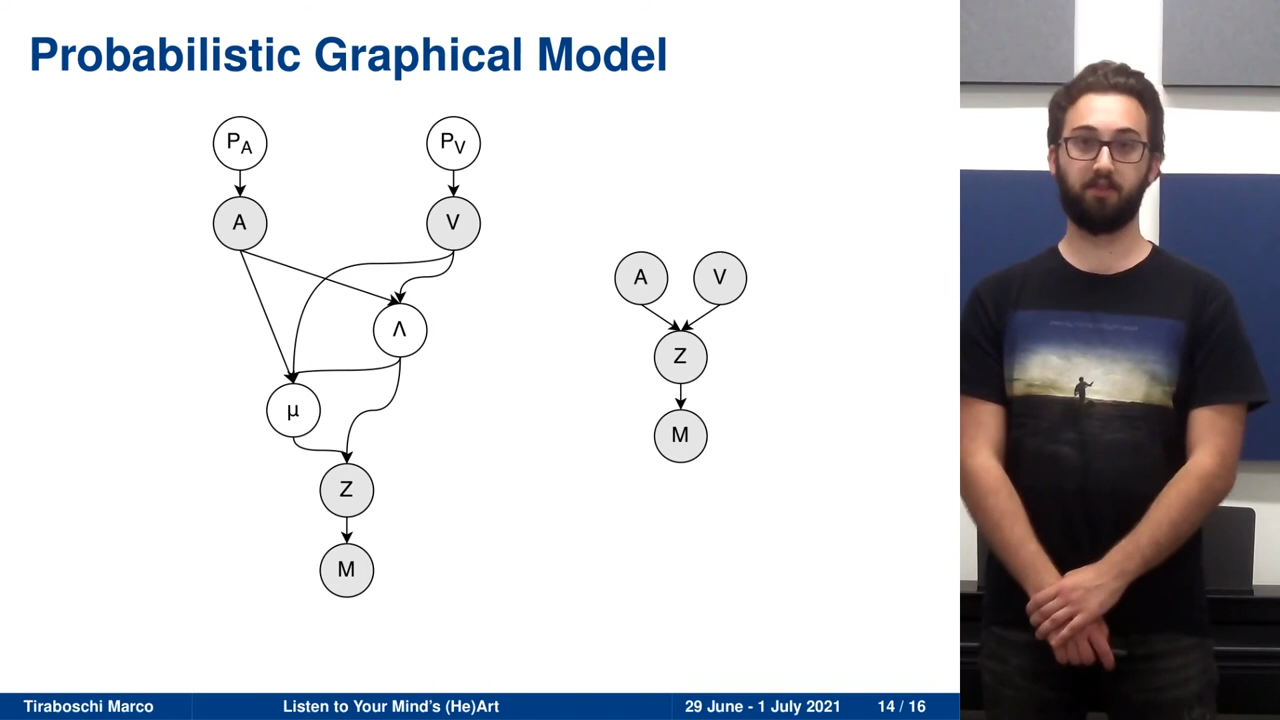 Probabilistic Graphical Model
PA
PV
A
V
Λ
μ
Z
M
A
V
Z
M
Tiraboschi Marco
Listen to Your Mind's (He)Art
29 June - 1 July 2021
14 / 16